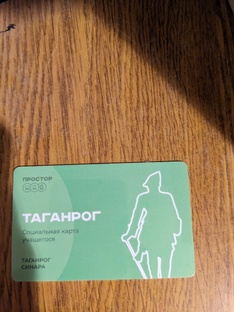 ПРОСТОР
ТАГАНРОГ
Социальная карта
учащегося
ТАГАНРОГ
СИНАРА